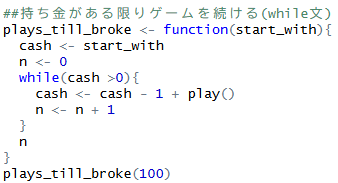 ##持ち金がある限りゲームを続ける(while文)
plays_till_broke <- function(start_with){
  cash <- start_with
  n <- 0
  while(cash >0){
    cash <- cash - 1 + play()
    n <- n + 1
  }
  n
}
plays_till_broke(100)